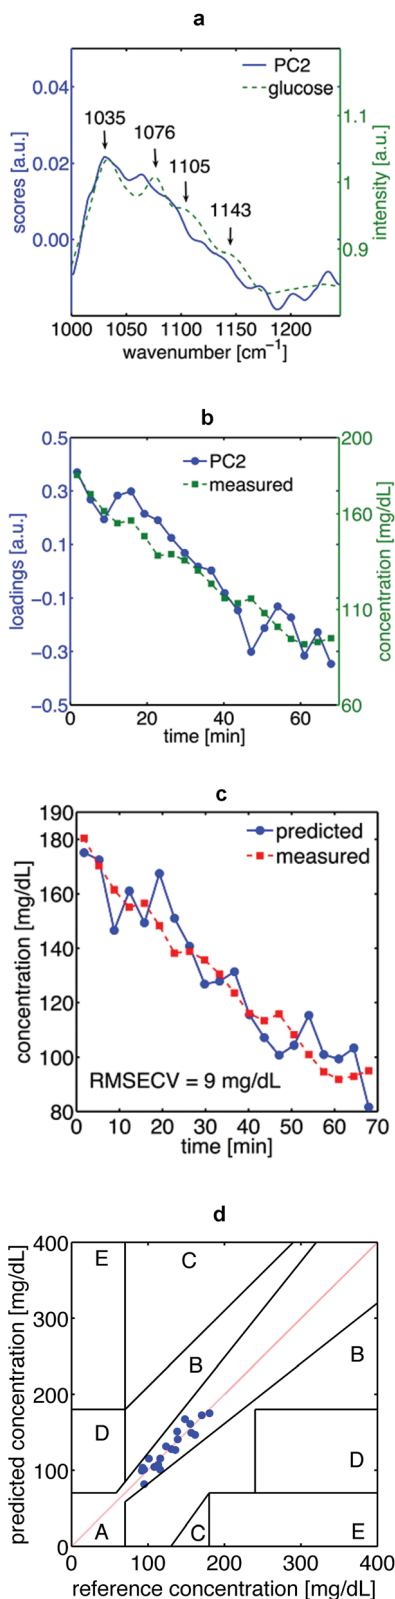 a
PC2
glucose
1035
1076
1105
1143
0.04
0.02
0.00
scores [a.u.]
1.1
1
0.9
intensity [a.u.]
1000
1050
1100
1150
1200
wavenumber [cm⁻¹]
b
PC2
measured
0.5
0.3
0.1
−0.1
−0.3
−0.5
loadings [a.u.]
200
160
110
60
concentration [mg/dL]
0
20
40
60
time [min]
c
predicted
measured
190
180
160
140
120
100
80
concentration [mg/dL]
RMSECV = 9 mg/dL
0
10
20
30
40
50
60
70
time [min]
d
400
300
200
100
0
predicted concentration [mg/dL]
E
C
B
B
D
D
A
C
E
0
100
200
300
400
reference concentration [mg/dL]